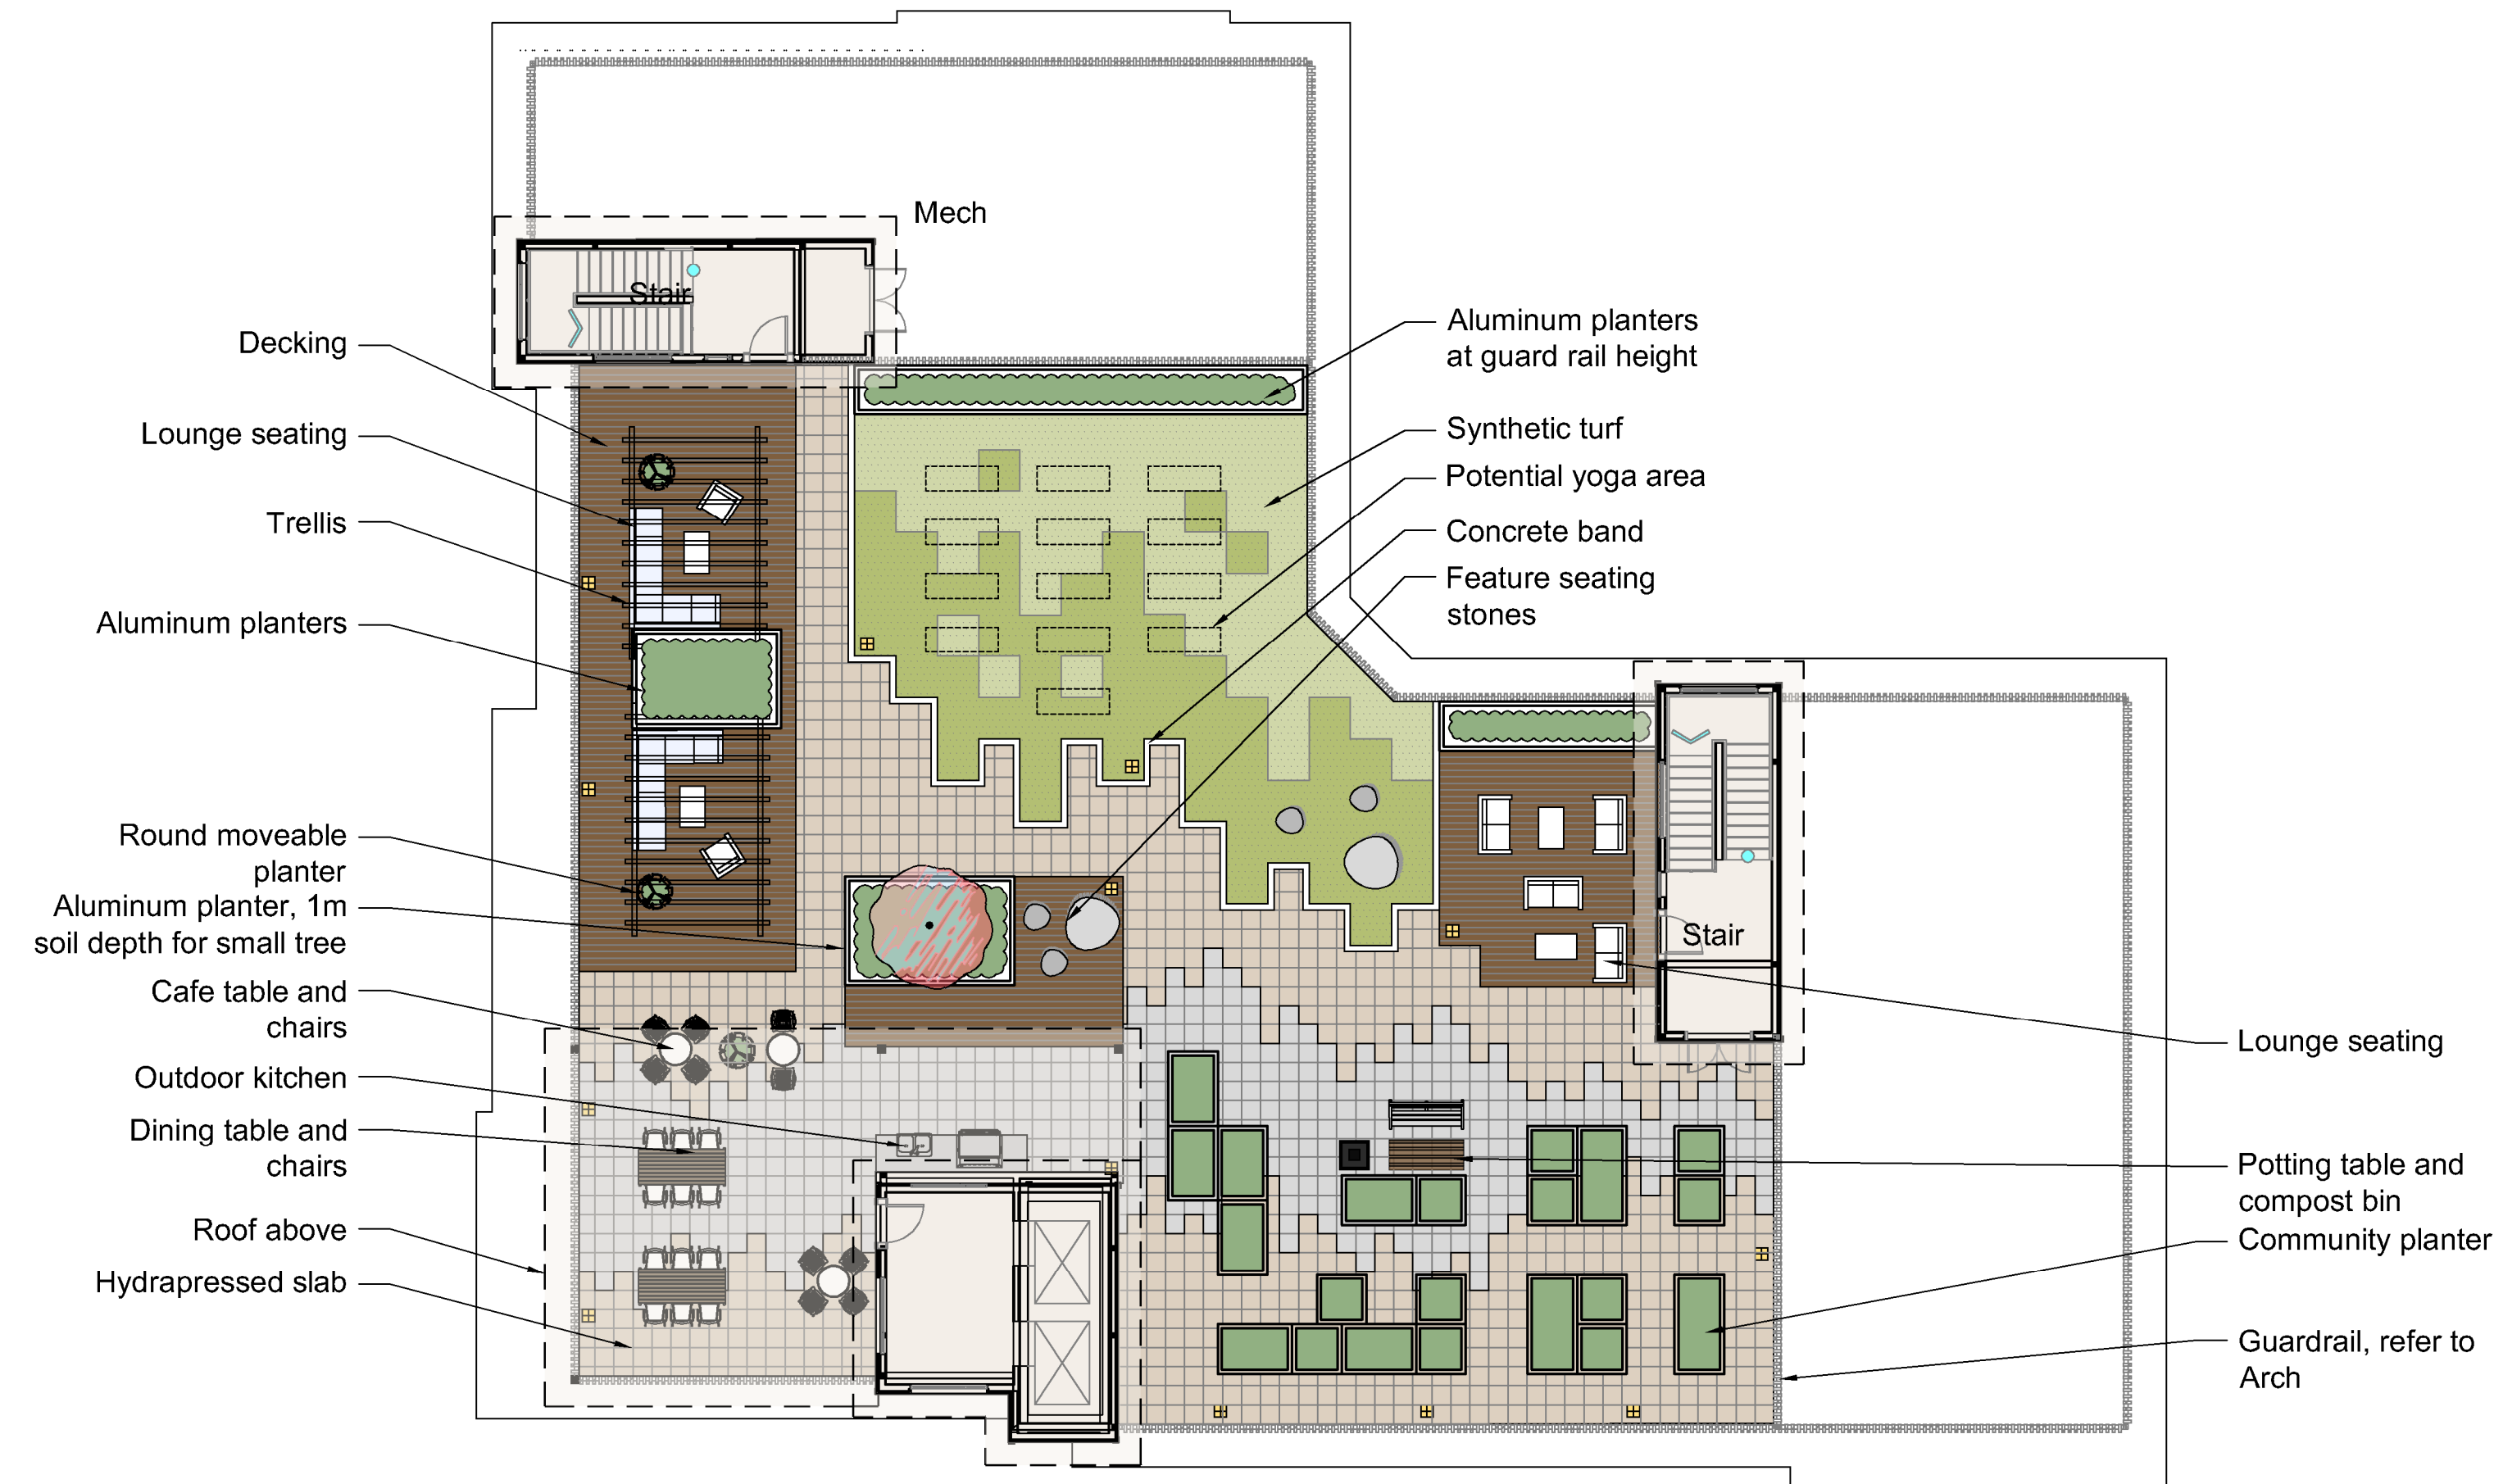 Mech
Stair
Decking
Lounge seating
Trellis
Aluminum planters
Round moveable
planter
Aluminum planter, 1m
soil depth for small tree
Cafe table and
chairs
Outdoor kitchen
Dining table and
chairs
Roof above
Hydrapressed slab
Aluminum planters
at guard rail height
Synthetic turf
Potential yoga area
Concrete band
Feature seating
stones
Stair
Lounge seating
Potting table and
compost bin
Community planter
Guardrail, refer to
Arch